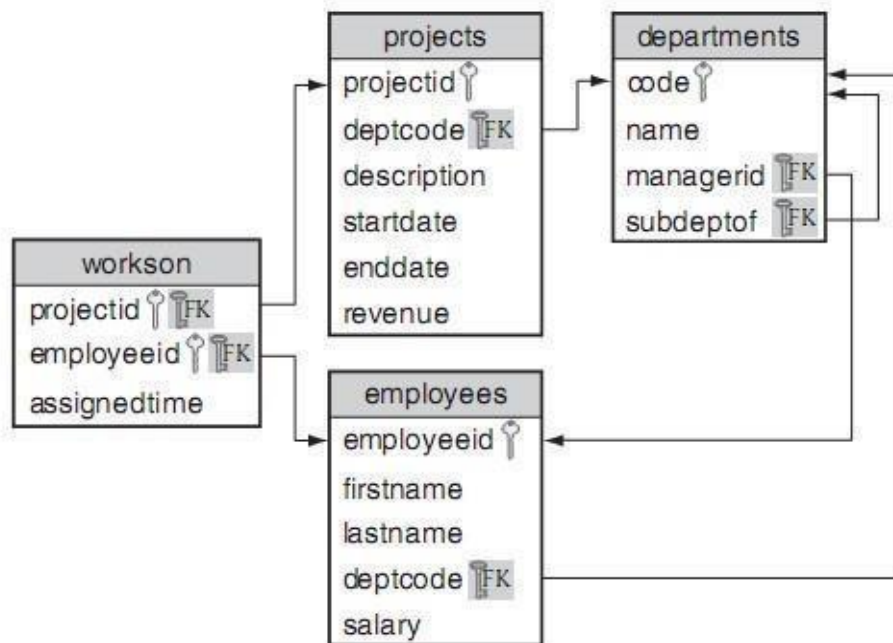 projects
projectid
deptcode FK
description
startdate
enddate
revenue
departments
code
name
managerid FK
subdeptof FK
workson
projectid FK
employeeid FK
assignedtime
employees
employeeid
firstname
lastname
deptcode FK
salary